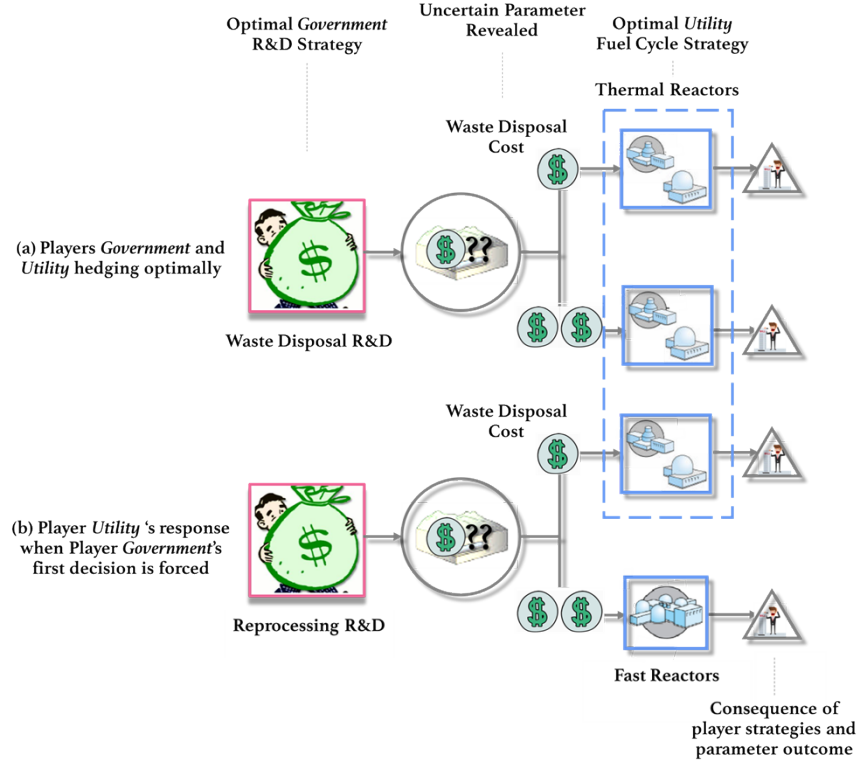 Optimal Government
R&D Strategy
Uncertain Parameter
Revealed
Optimal Utility
Fuel Cycle Strategy
Thermal Reactors
Waste Disposal
Cost
$
(a) Players Government and
Utility hedging optimally
$
$ ??
$ $
Waste Disposal R&D
Waste Disposal
Cost
$
(b) Player Utility ‘s response
when Player Government’s
first decision is forced
$
$ ??
$ $
Reprocessing R&D
Fast Reactors
Consequence of
player strategies and
parameter outcome